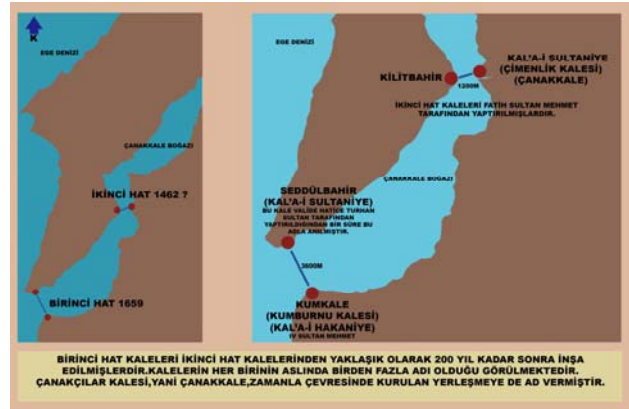 K
EGE DENİZİ
ÇANAKKALE BOĞAZI
İKİNCİ HAT 1462 ?
BİRİNCİ HAT 1659
EGE DENİZİ
KİLİTBAHİR
KAL'A-İ SULTANİYE
(ÇİMENLİK KALESİ)
(ÇANAKKALE)
1200M
İKİNCİ HAT KALELERİ FATİH SULTAN MEHMET
TARAFINDAN YAPTIRILMIŞLARDIR.
ÇANAKKALE BOĞAZI
SEDDÜLBAHİR
(KAL'A-İ SULTANİYE)
BU KALE VALİDE HATİCE TURHAN
SULTAN TARAFINDAN
YAPTIRILDIĞINDAN BİR SÜRE BU
ADLA ANILMIŞTIR.
3600M
KUMKALE
(KUMBURNU KALESİ)
(KAL'A-İ HAKANİYE)
IV SULTAN MEHMET
BİRİNCİ HAT KALELERİ İKİNCİ HAT KALELERİNDEN YAKLAŞIK OLARAK 200 YIL KADAR SONRA İNŞA
EDİLMİŞLERDİR.KALELERİN HER BİRİNİN ASLINDA BİRDEN FAZLA ADI OLDUĞU GÖRÜLMEKTEDİR.
ÇANAKÇILAR KALESİ,YANİ ÇANAKKALE,ZAMANLA ÇEVRESİNDE KURULAN YERLEŞMEYE DE AD VERMİŞTİR.